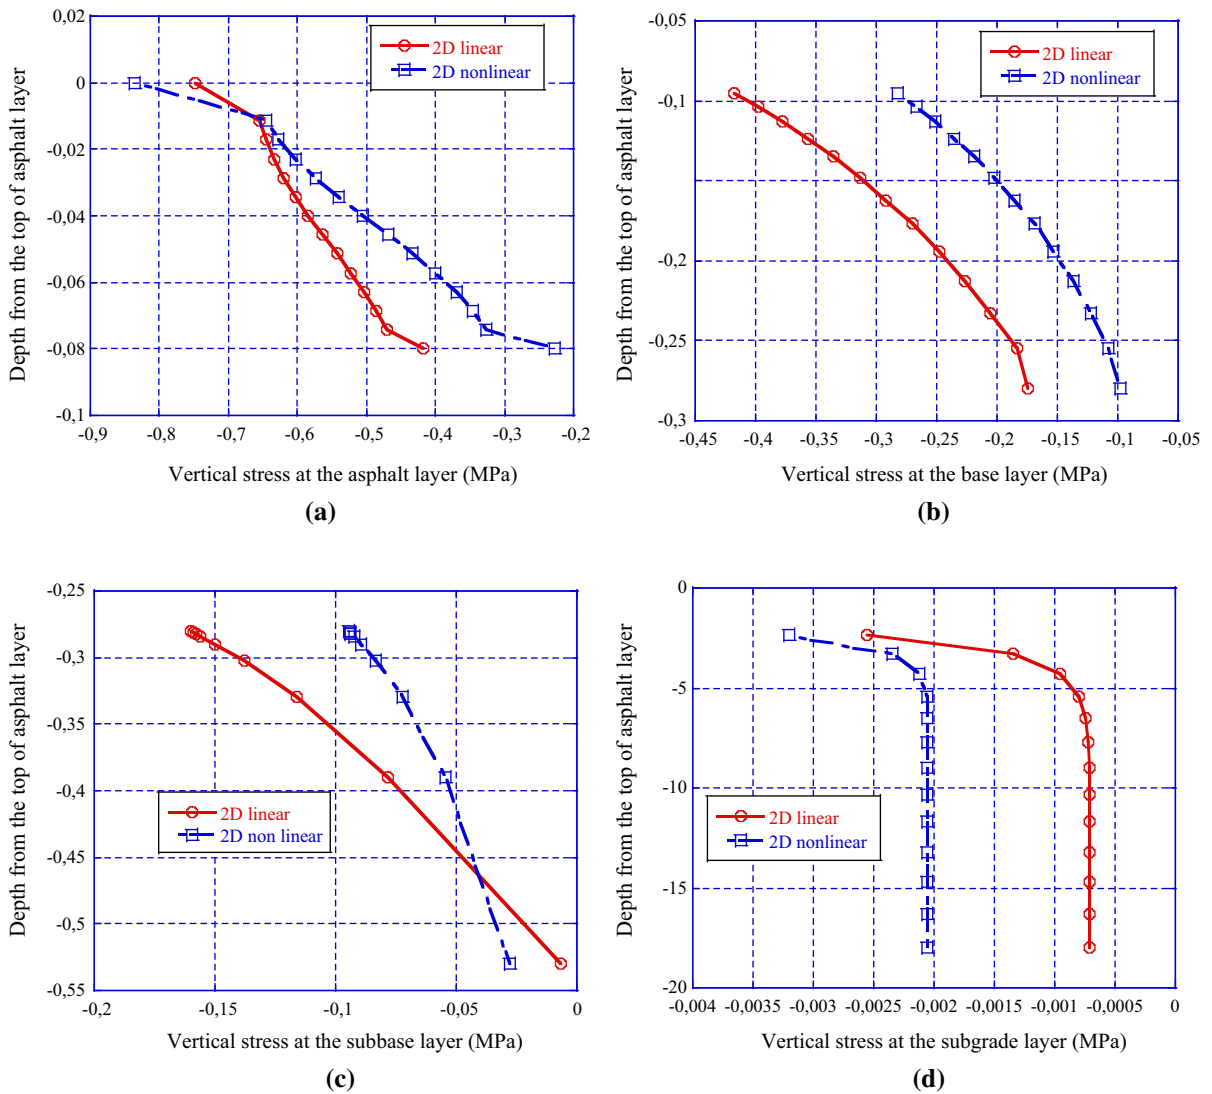 0,02
0
-0,02
-0,04
-0,06
-0,08
-0,1
-0,9 -0,8 -0,7 -0,6 -0,5 -0,4 -0,3 -0,2
Depth from the top of asphalt layer
2D linear
2D nonlinear
Vertical stress at the asphalt layer (MPa)
(a)
-0,05
-0,1
-0,15
-0,2
-0,25
-0,3
-0,45 -0,4 -0,35 -0,3 -0,25 -0,2 -0,15 -0,1 -0,05
Depth from the top of asphalt layer
2D linear
2D nonlinear
Vertical stress at the base layer (MPa)
(b)
-0,25
-0,3
-0,35
-0,4
-0,45
-0,5
-0,55
-0,2 -0,15 -0,1 -0,05 0
Depth from the top of asphalt layer
2D linear
2D non linear
Vertical stress at the subbase layer (MPa)
(c)
0
-5
-10
-15
-20
-0,004 -0,0035 -0,003 -0,0025 -0,002 -0,0015 -0,001 -0,0005 0
Depth from the top of asphalt layer
2D linear
2D nonlinear
Vertical stress at the subgrade layer (MPa)
(d)